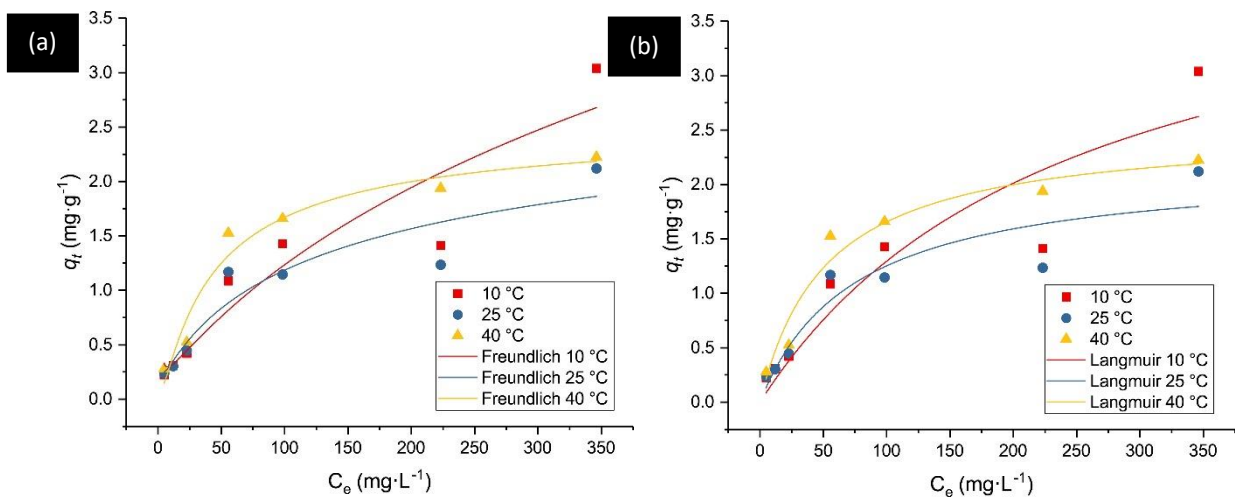 (a)
3.5
3.0
2.5
2.0
1.5
1.0
0.5
0.0
qt (mg·g-1)
0 50 100 150 200 250 300 350
Ce (mg·L-1)
10 °C
25 °C
40 °C
Freundlich 10 °C
Freundlich 25 °C
Freundlich 40 °C
(b)
3.5
3.0
2.5
2.0
1.5
1.0
0.5
0.0
qt (mg·g-1)
0 50 100 150 200 250 300 350
Ce (mg·L-1)
10 °C
25 °C
40 °C
Langmuir 10 °C
Langmuir 25 °C
Langmuir 40 °C